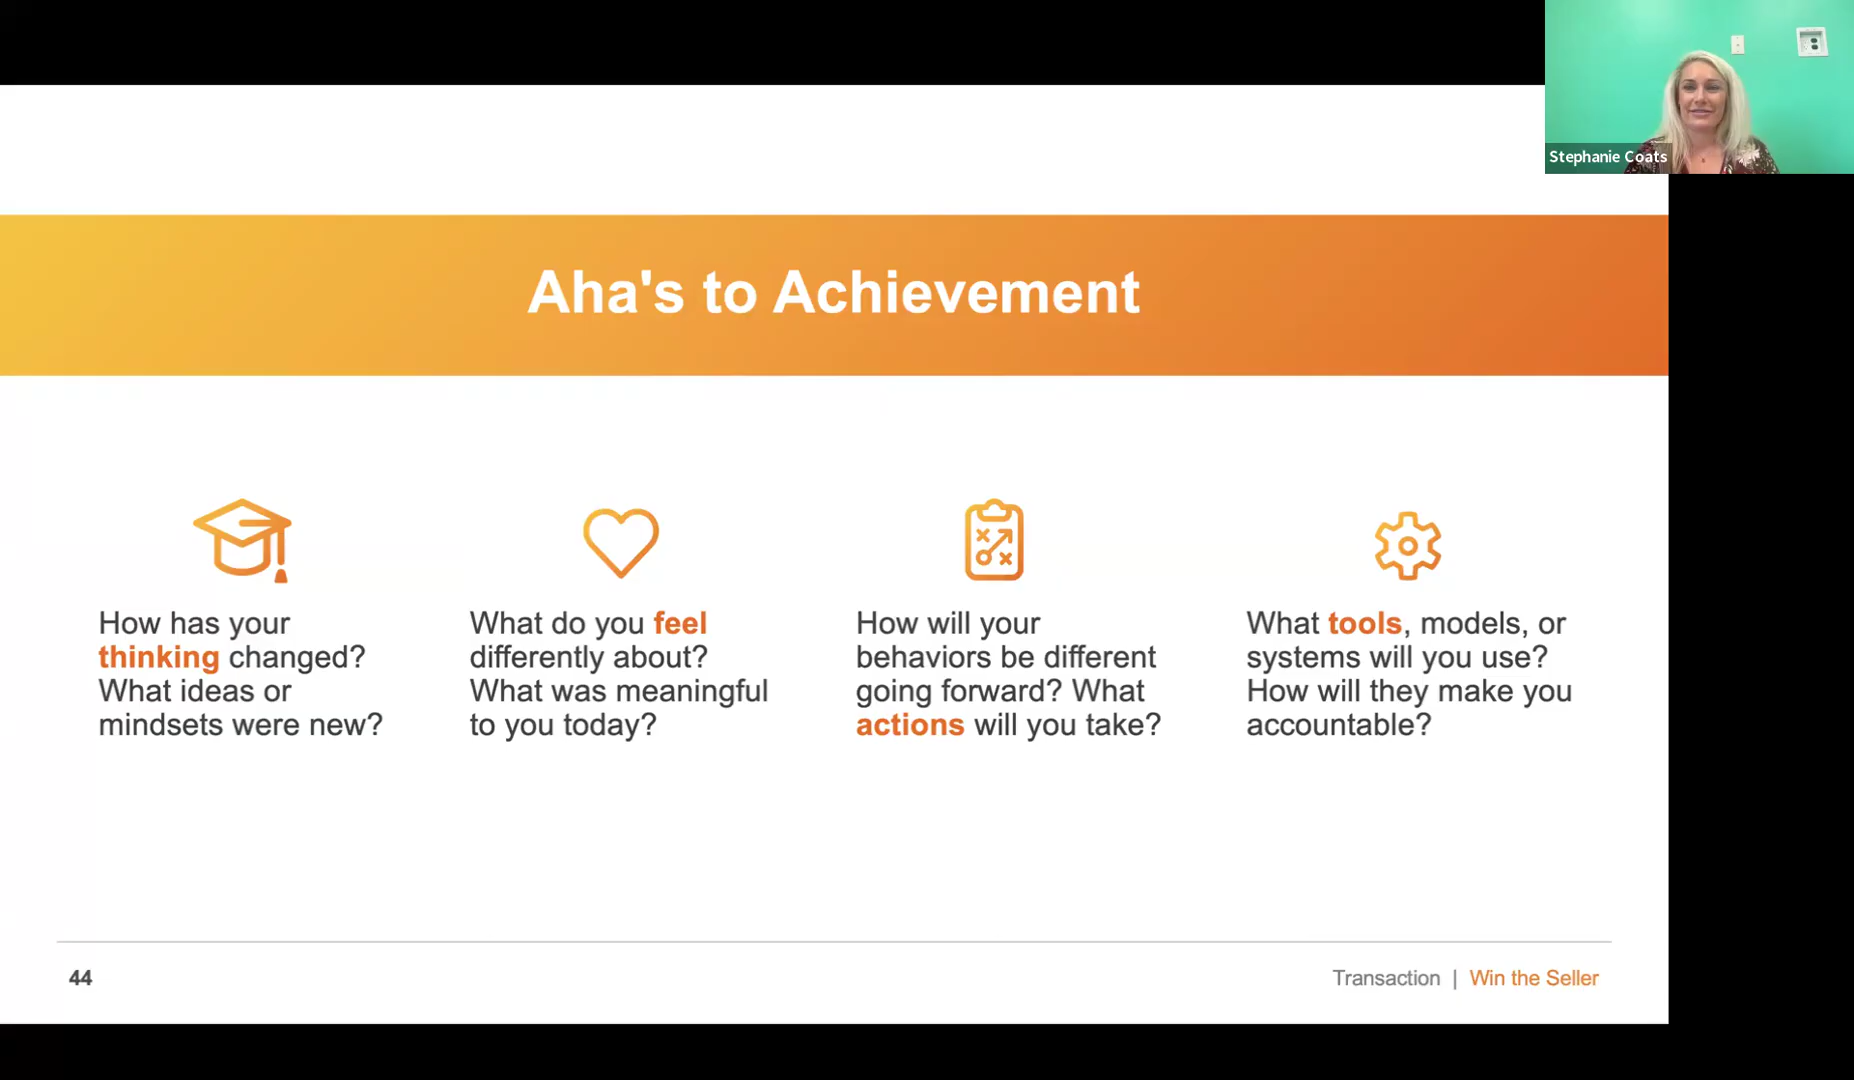 Stephanie Coats
Aha's to Achievement
How has your
thinking changed?
What ideas or
mindsets were new?
What do you feel
differently about?
What was meaningful
to you today?
How will your
behaviors be different
going forward? What
actions will you take?
What tools, models, or
systems will you use?
How will they make you
accountable?
44
Transaction | Win the Seller